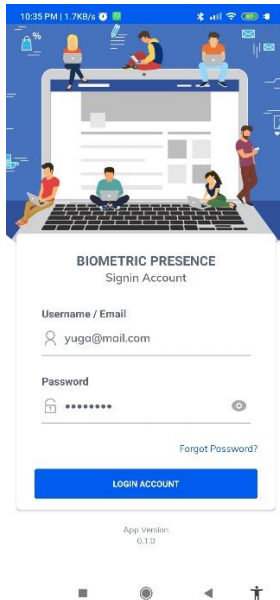 10:35 PM | 1.7KB/s
%
BIOMETRIC PRESENCE
Signin Account
Username / Email
yuga@mail.com
Password
••••••••
Forgot Password?
LOGIN ACCOUNT
App Version
0.1.0